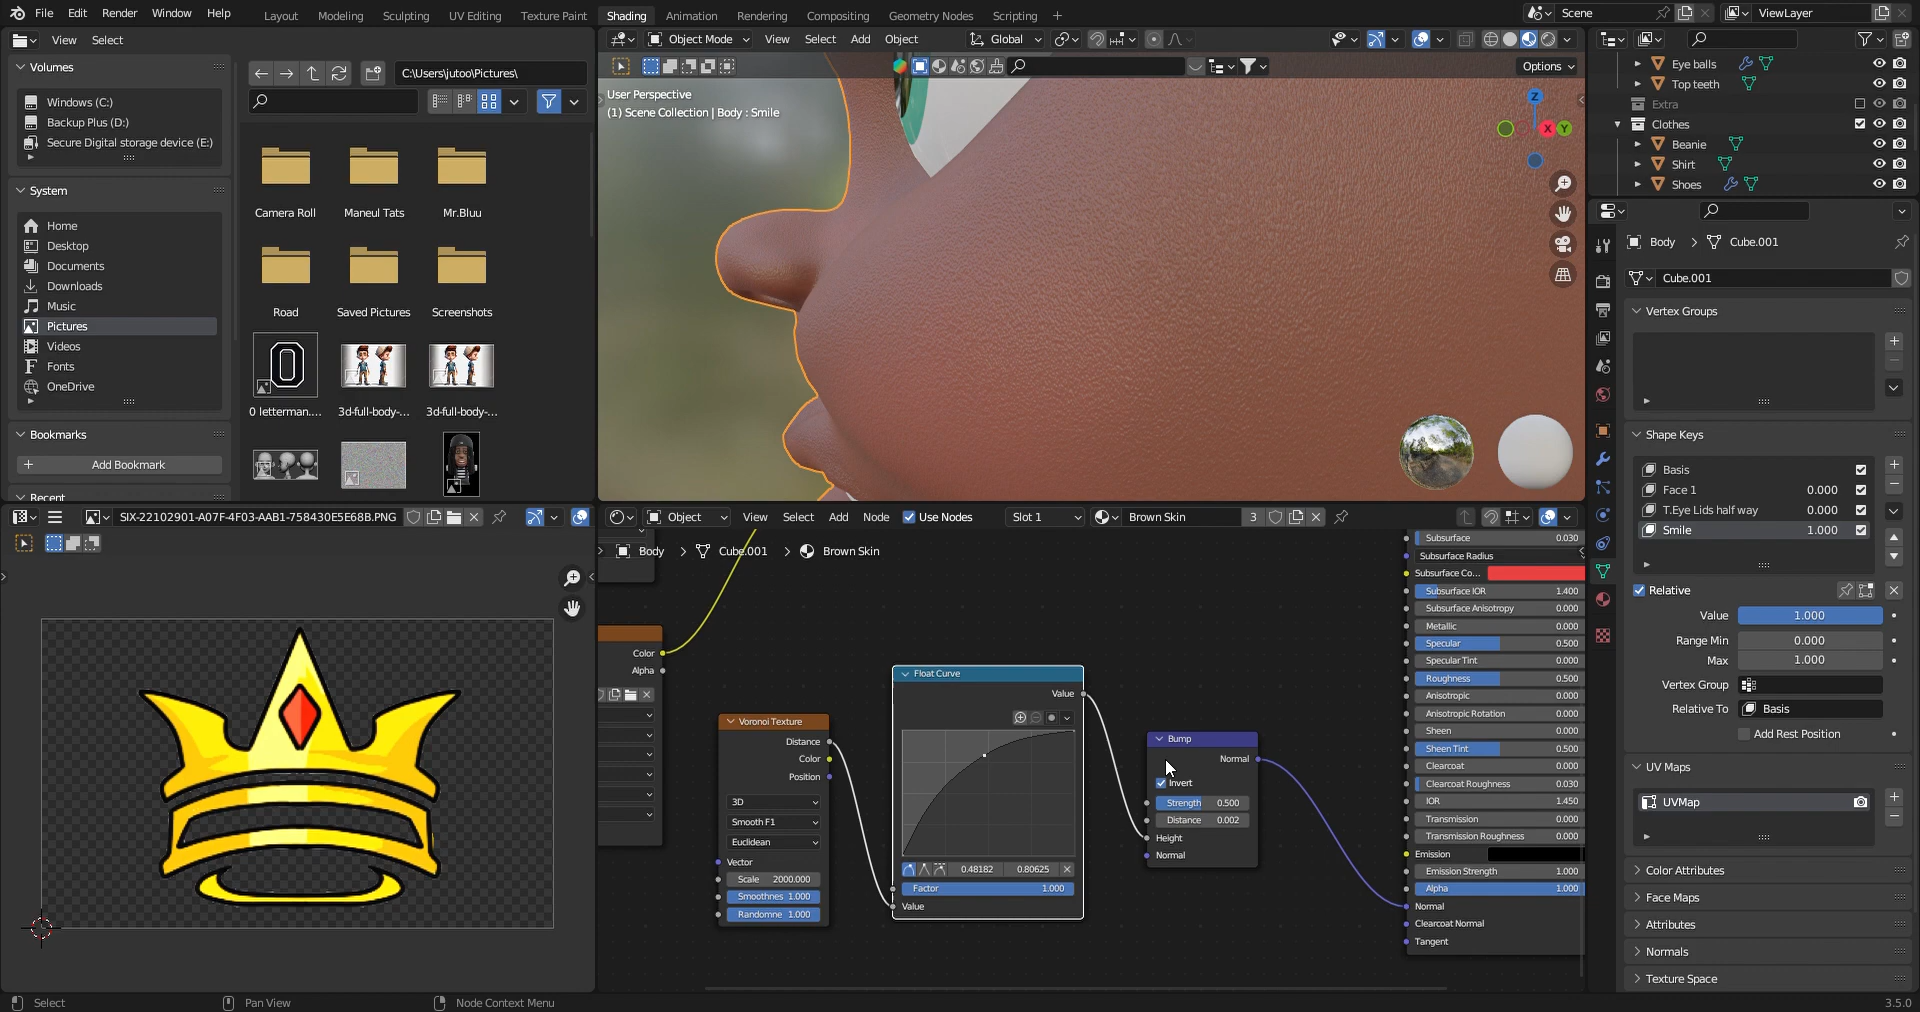 File Edit Render Window Help Layout Modeling Sculpting UV Editing Texture Paint Shading Animation Rendering Compositing Geometry Nodes Scripting + Scene ViewLayer
View Select
Volumes
Windows (C:)
Backup Plus (D:)
Secure Digital storage device (E:)
System
Home
Desktop
Documents
Downloads
Music
Pictures
Videos
Fonts
OneDrive
Bookmarks
Add Bookmark
Recent
C:\Users\jutoo\Pictures\
Camera Roll Maneul Tats Mr.Bluu
Road Saved Pictures Screenshots
0 letterman.... 3d-full-body-... 3d-full-body-...
Object Mode View Select Add Object Global
Options
User Perspective
(1) Scene Collection | Body : Smile
Z
X Y
SIX-22102901-A07F-4F03-AAB1-758430E5E68B.PNG
Object View Select Add Node Use Nodes Slot 1 Brown Skin 3
Body Cube.001 Brown Skin
Color
Alpha
Voronoi Texture
Distance
Color
Position
3D
Smooth F1
Euclidean
Vector
Scale 2000.000
Smoothnes 1.000
Randomne 1.000
Float Curve
Value
0.48182 0.80625
Factor 1.000
Value
Bump
Normal
Invert
Strength 0.500
Distance 0.002
Height
Normal
Subsurface 0.030
Subsurface Radius
Subsurface Co...
Subsurface IOR 1.400
Subsurface Anisotropy 0.000
Metallic 0.000
Specular 0.500
Specular Tint 0.000
Roughness 0.500
Anisotropic 0.000
Anisotropic Rotation 0.000
Sheen 0.000
Sheen Tint 0.500
Clearcoat 0.000
Clearcoat Roughness 0.030
IOR 1.450
Transmission 0.000
Transmission Roughness 0.000
Emission
Emission Strength 1.000
Alpha 1.000
Normal
Clearcoat Normal
Tangent
Eye balls
Top teeth
Extra
Clothes
Beanie
Shirt
Shoes
Body Cube.001
Cube.001
Vertex Groups
Shape Keys
Basis
Face 1 0.000
T.Eye Lids half way 0.000
Smile 1.000
Relative
Value 1.000
Range Min 0.000
Max 1.000
Vertex Group
Relative To Basis
Add Rest Position
UV Maps
UVMap
Color Attributes
Face Maps
Attributes
Normals
Texture Space
Select Pan View Node Context Menu 3.5.0